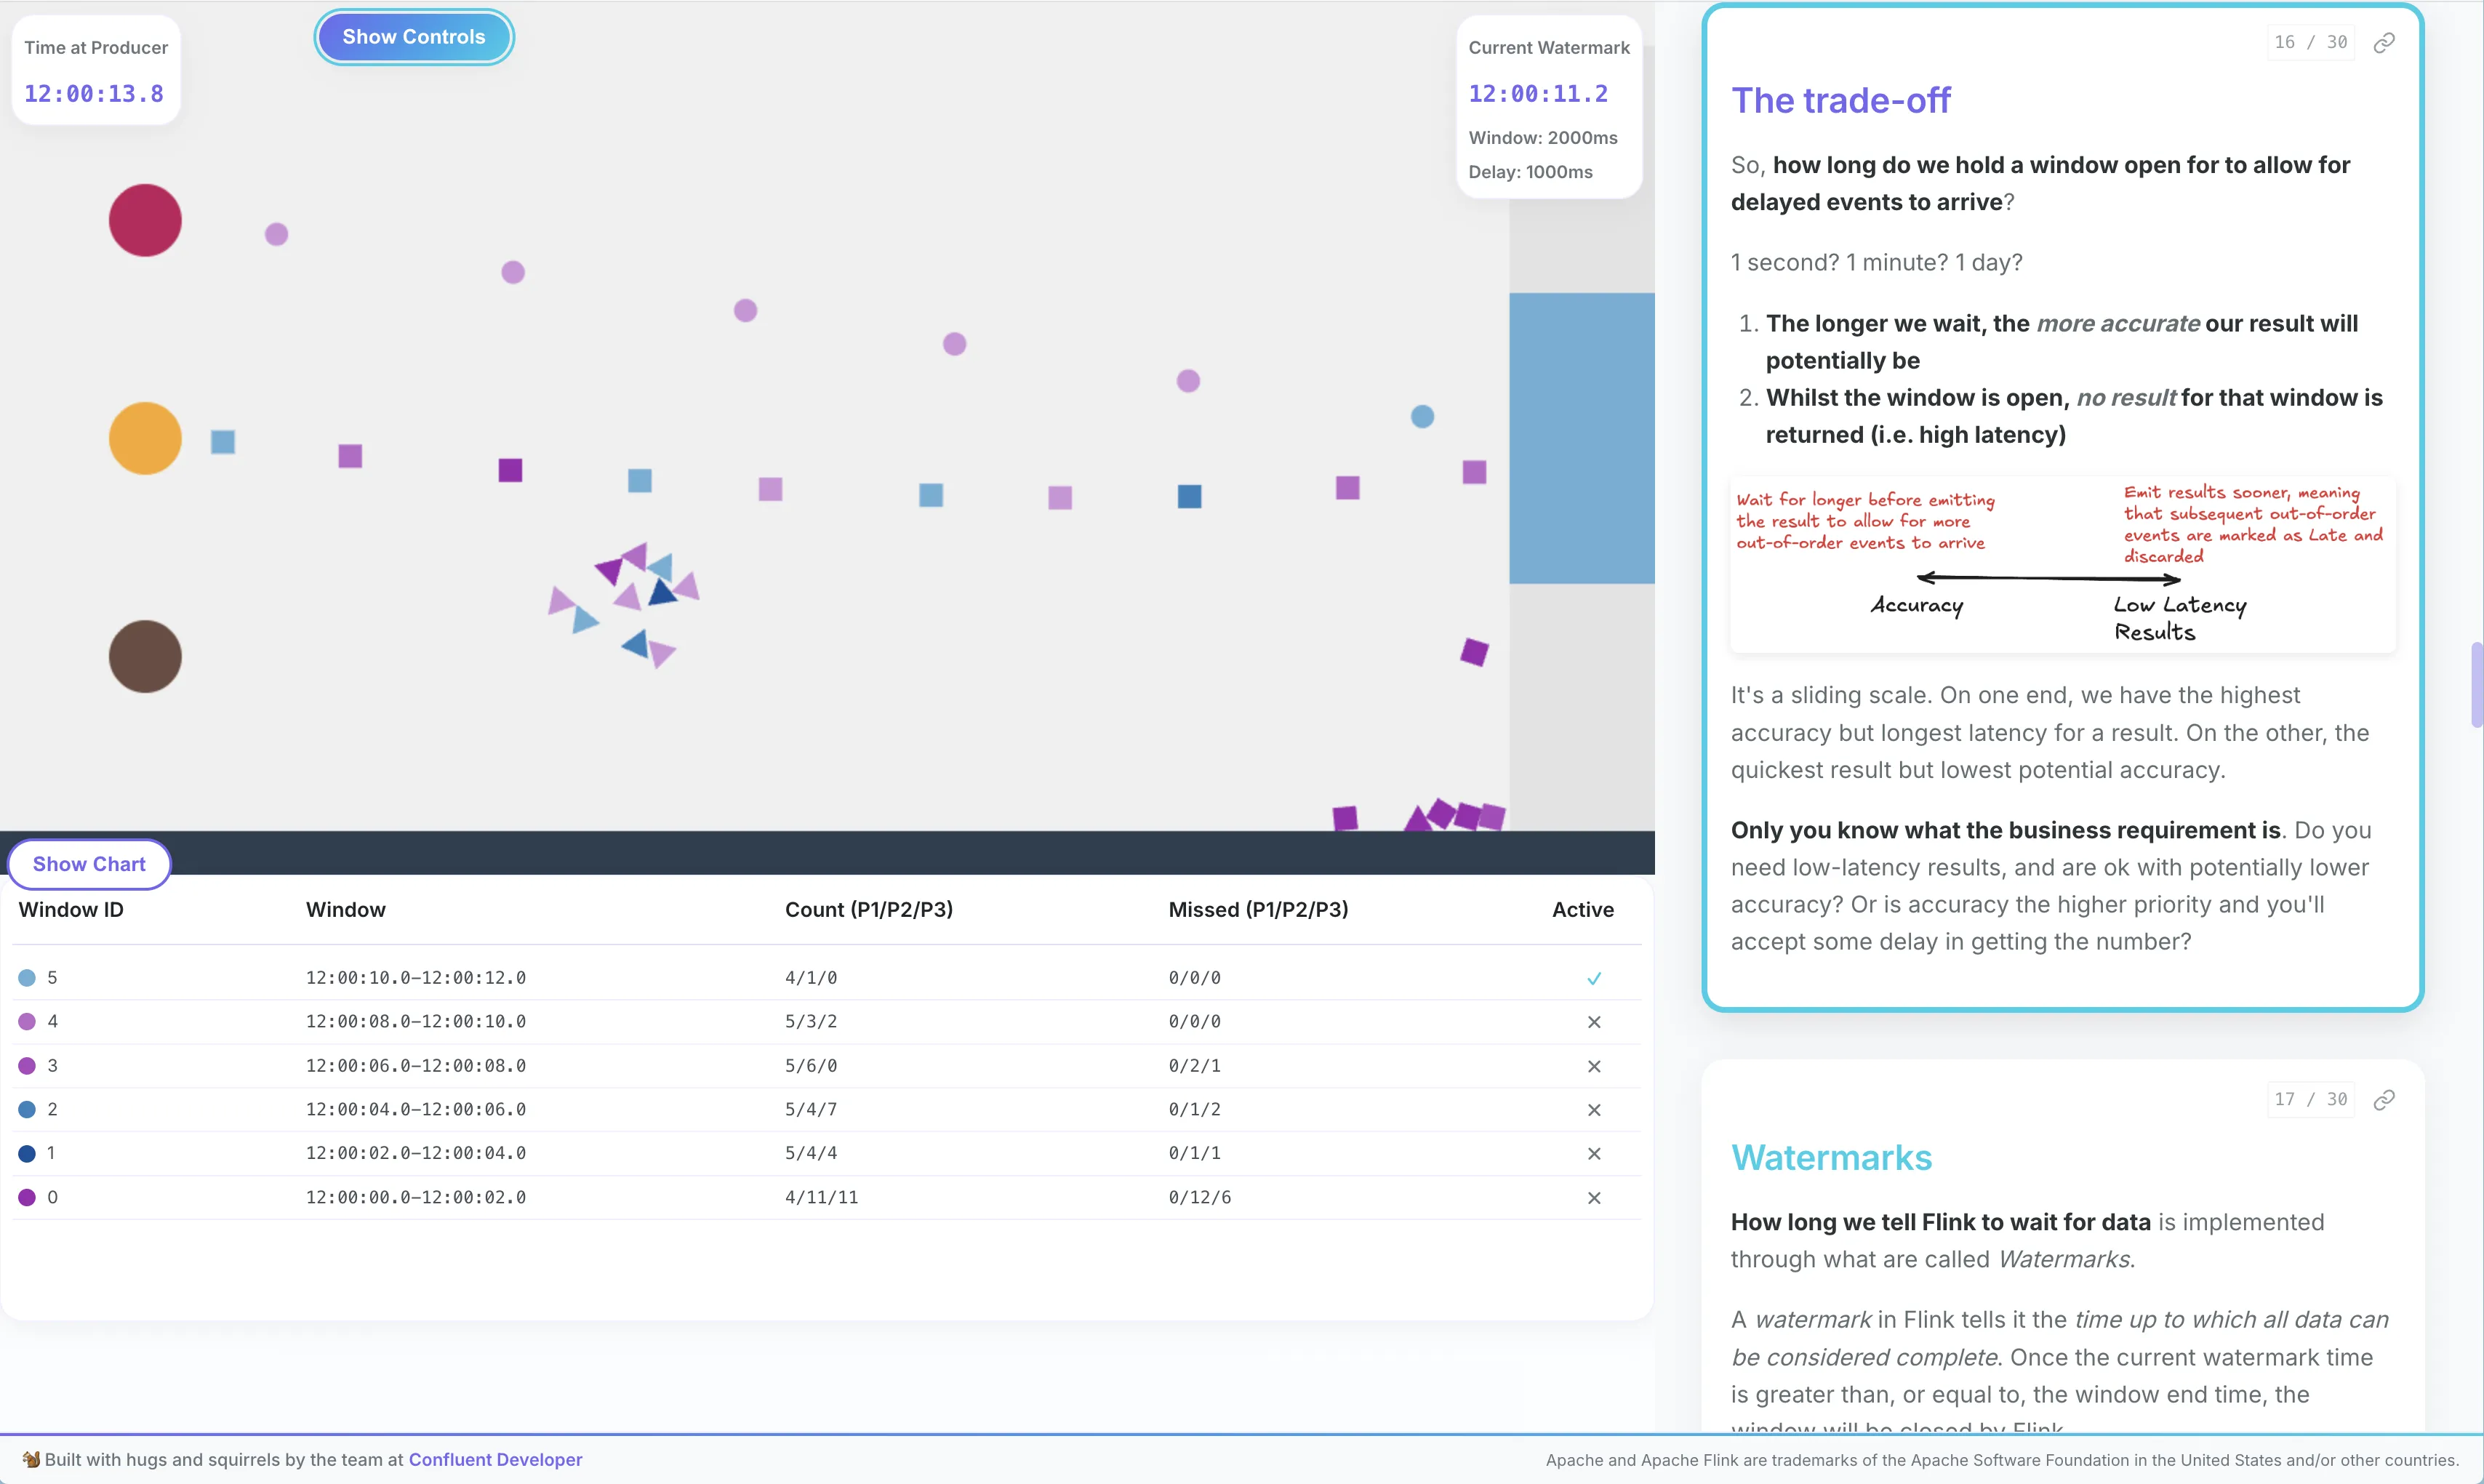 Time at Producer
12:00:13.8
Show Controls
Current Watermark
12:00:11.2
Window: 2000ms
Delay: 1000ms
Show Chart
Window ID Window Count (P1/P2/P3) Missed (P1/P2/P3) Active
5 12:00:10.0–12:00:12.0 4/1/0 0/0/0 ✓
4 12:00:08.0–12:00:10.0 5/3/2 0/0/0 ✕
3 12:00:06.0–12:00:08.0 5/6/0 0/2/1 ✕
2 12:00:04.0–12:00:06.0 5/4/7 0/1/2 ✕
1 12:00:02.0–12:00:04.0 5/4/4 0/1/1 ✕
0 12:00:00.0–12:00:02.0 4/11/11 0/12/6 ✕
16 / 30
The trade-off
So, how long do we hold a window open for to allow for
delayed events to arrive?
1 second? 1 minute? 1 day?
1. The longer we wait, the more accurate our result will
potentially be
2. Whilst the window is open, no result for that window is
returned (i.e. high latency)
Wait for longer before emitting
the result to allow for more
out-of-order events to arrive
Emit results sooner, meaning
that subsequent out-of-order
events are marked as Late and
discarded
Accuracy
Low Latency
Results
It's a sliding scale. On one end, we have the highest
accuracy but longest latency for a result. On the other, the
quickest result but lowest potential accuracy.
Only you know what the business requirement is. Do you
need low-latency results, and are ok with potentially lower
accuracy? Or is accuracy the higher priority and you'll
accept some delay in getting the number?
17 / 30
Watermarks
How long we tell Flink to wait for data is implemented
through what are called Watermarks.
A watermark in Flink tells it the time up to which all data can
be considered complete. Once the current watermark time
is greater than, or equal to, the window end time, the
window will be closed by Flink
🐿️ Built with hugs and squirrels by the team at Confluent Developer
Apache and Apache Flink are trademarks of the Apache Software Foundation in the United States and/or other countries.